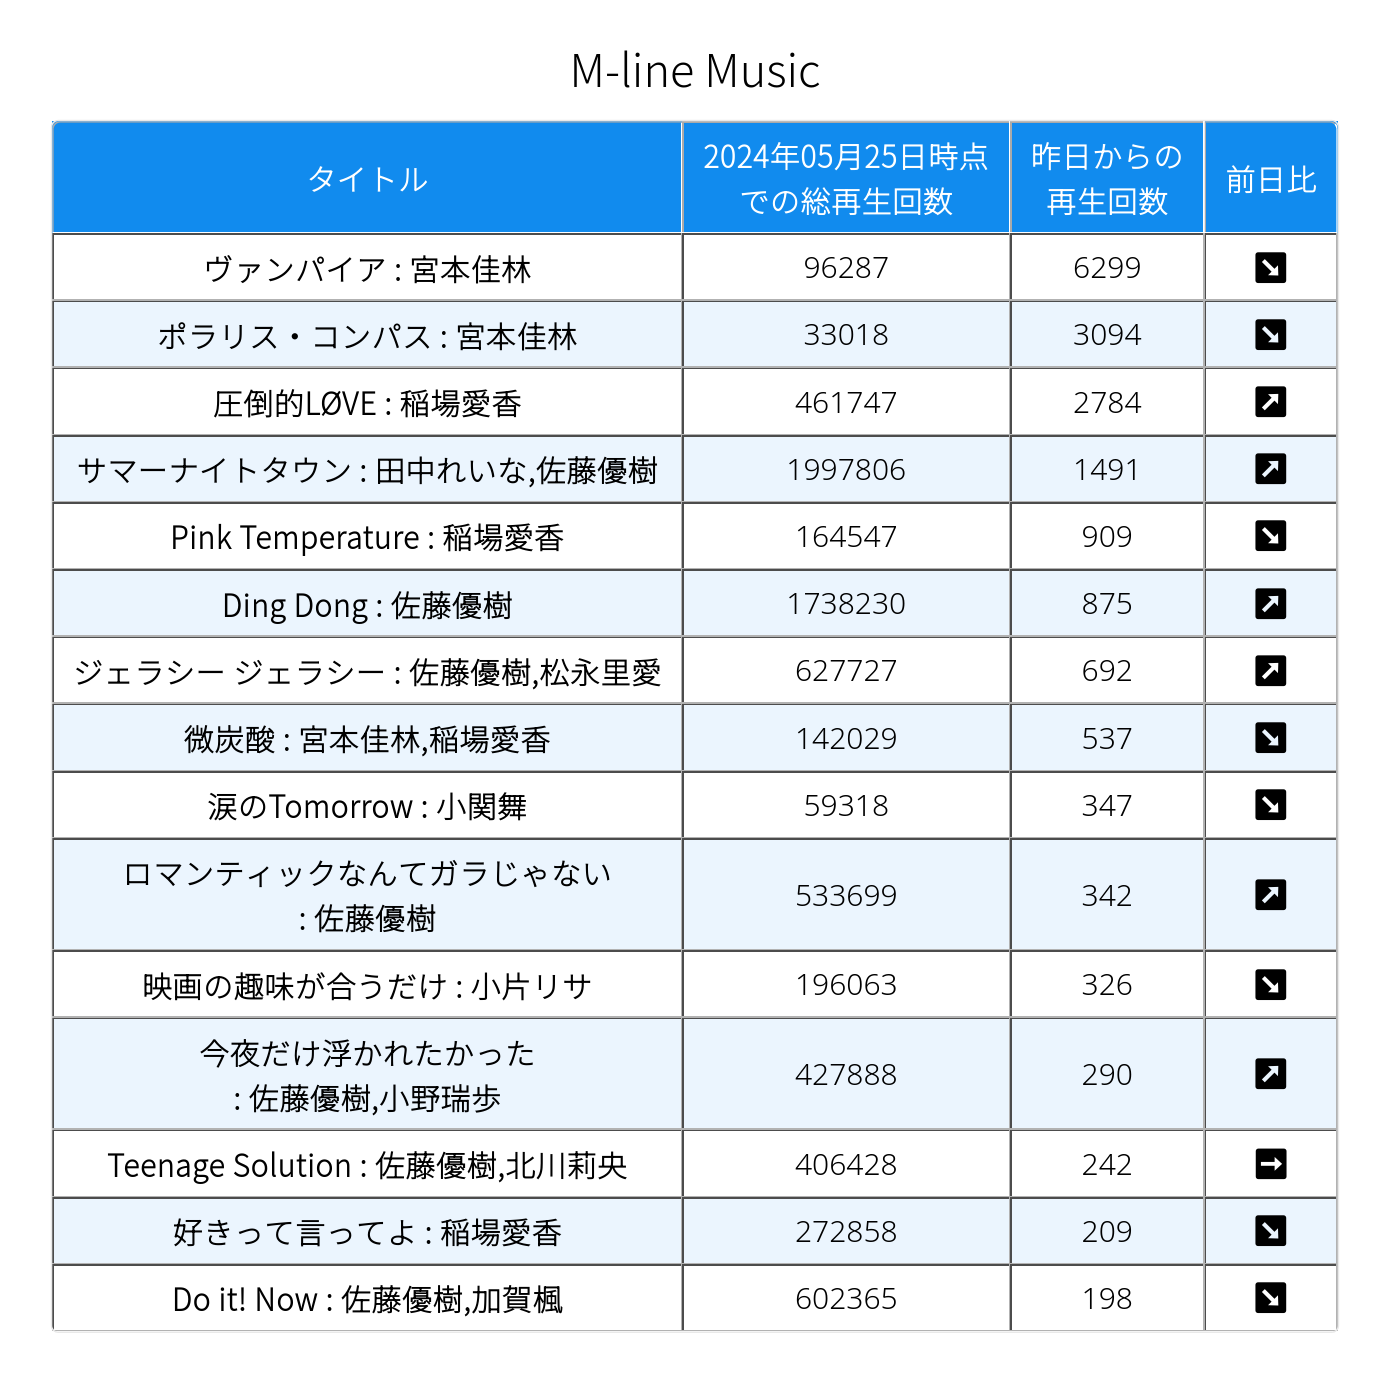 M-line Music
タイトル
2024年05月25日時点
での総再生回数
昨日からの
再生回数
前日比
ヴァンパイア : 宮本佳林 96287 6299 ↘
ポラリス・コンパス : 宮本佳林 33018 3094 ↘
圧倒的LØVE : 稲場愛香 461747 2784 ↗
サマーナイトタウン : 田中れいな,佐藤優樹 1997806 1491 ↗
Pink Temperature : 稲場愛香 164547 909 ↘
Ding Dong : 佐藤優樹 1738230 875 ↗
ジェラシー ジェラシー : 佐藤優樹,松永里愛 627727 692 ↗
微炭酸 : 宮本佳林,稲場愛香 142029 537 ↘
涙のTomorrow : 小関舞 59318 347 ↘
ロマンティックなんてガラじゃない
: 佐藤優樹 533699 342 ↗
映画の趣味が合うだけ : 小片リサ 196063 326 ↘
今夜だけ浮かれたかった
: 佐藤優樹,小野瑞歩 427888 290 ↗
Teenage Solution : 佐藤優樹,北川莉央 406428 242 →
好きって言ってよ : 稲場愛香 272858 209 ↘
Do it! Now : 佐藤優樹,加賀楓 602365 198 ↘